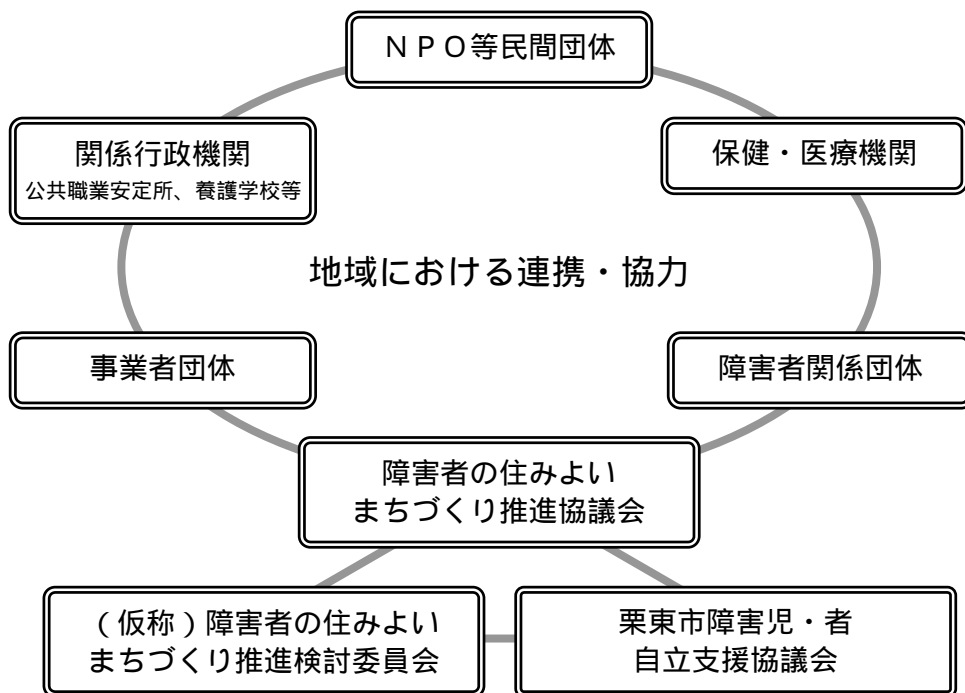 ＮＰＯ等民間団体
関係行政機関
公共職業安定所、養護学校等
保健・医療機関
地域における連携・協力
事業者団体
障害者関係団体
障害者の住みよい
まちづくり推進協議会
（仮称）障害者の住みよい
まちづくり推進検討委員会
栗東市障害児・者
自立支援協議会